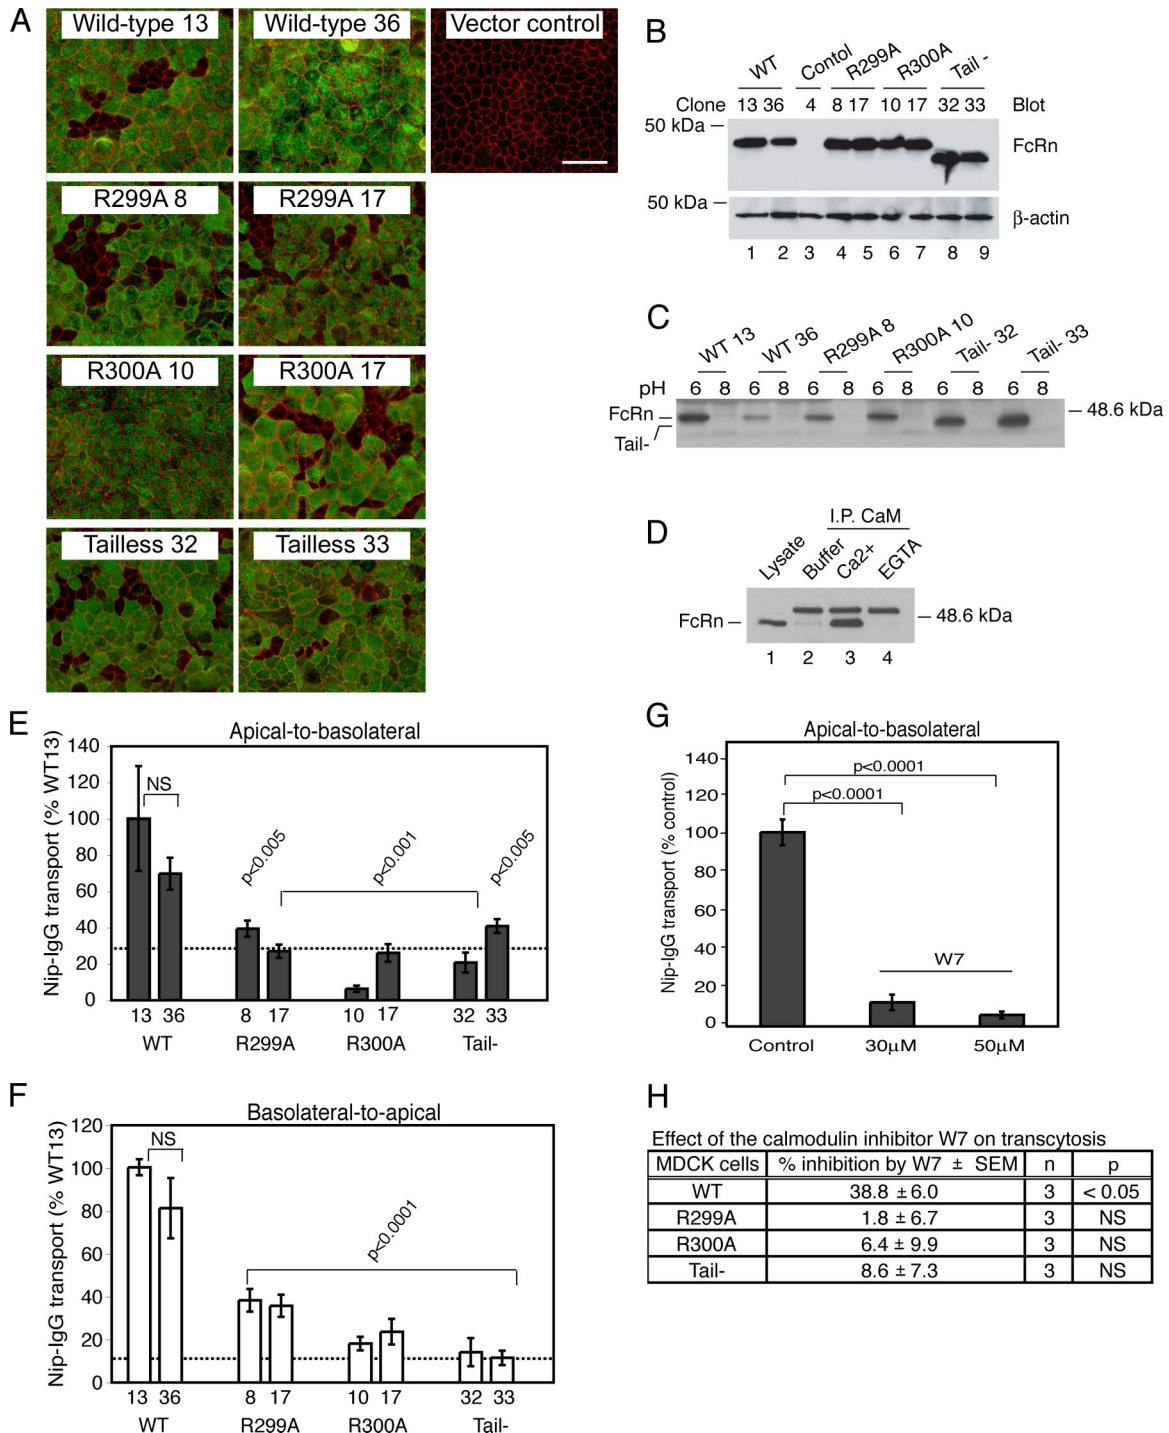 A
Wild-type 13
Wild-type 36
Vector control
R299A 8
R299A 17
R300A 10
R300A 17
Tailless 32
Tailless 33
B
WT
Contol
R299A
R300A
Tail -
Clone 13 36 4 8 17 10 17 32 33 Blot
50 kDa
FcRn
50 kDa
β-actin
1 2 3 4 5 6 7 8 9
C
WT 13
WT 36
R299A 8
R300A 10
Tail- 32
Tail- 33
pH 6 8 6 8 6 8 6 8 6 8 6 8
FcRn
48.6 kDa
Tail-
D
I.P. CaM
Lysate
Buffer
Ca2+
EGTA
FcRn
48.6 kDa
1 2 3 4
E
Apical-to-basolateral
Nip-IgG transport (% WT13)
140
120
100
80
60
40
20
0
NS
p<0.005
p<0.001
p<0.005
13 36 8 17 10 17 32 33
WT R299A R300A Tail-
F
Basolateral-to-apical
Nip-IgG transport (% WT13)
120
100
80
60
40
20
0
NS
p<0.0001
13 36 8 17 10 17 32 33
WT R299A R300A Tail-
G
Apical-to-basolateral
Nip-IgG transport (% control)
140
120
100
80
60
40
20
0
p<0.0001
p<0.0001
W7
Control 30μM 50μM
H
Effect of the calmodulin inhibitor W7 on transcytosis
MDCK cells % inhibition by W7 ± SEM n p
WT 38.8 ± 6.0 3 < 0.05
R299A 1.8 ± 6.7 3 NS
R300A 6.4 ± 9.9 3 NS
Tail- 8.6 ± 7.3 3 NS